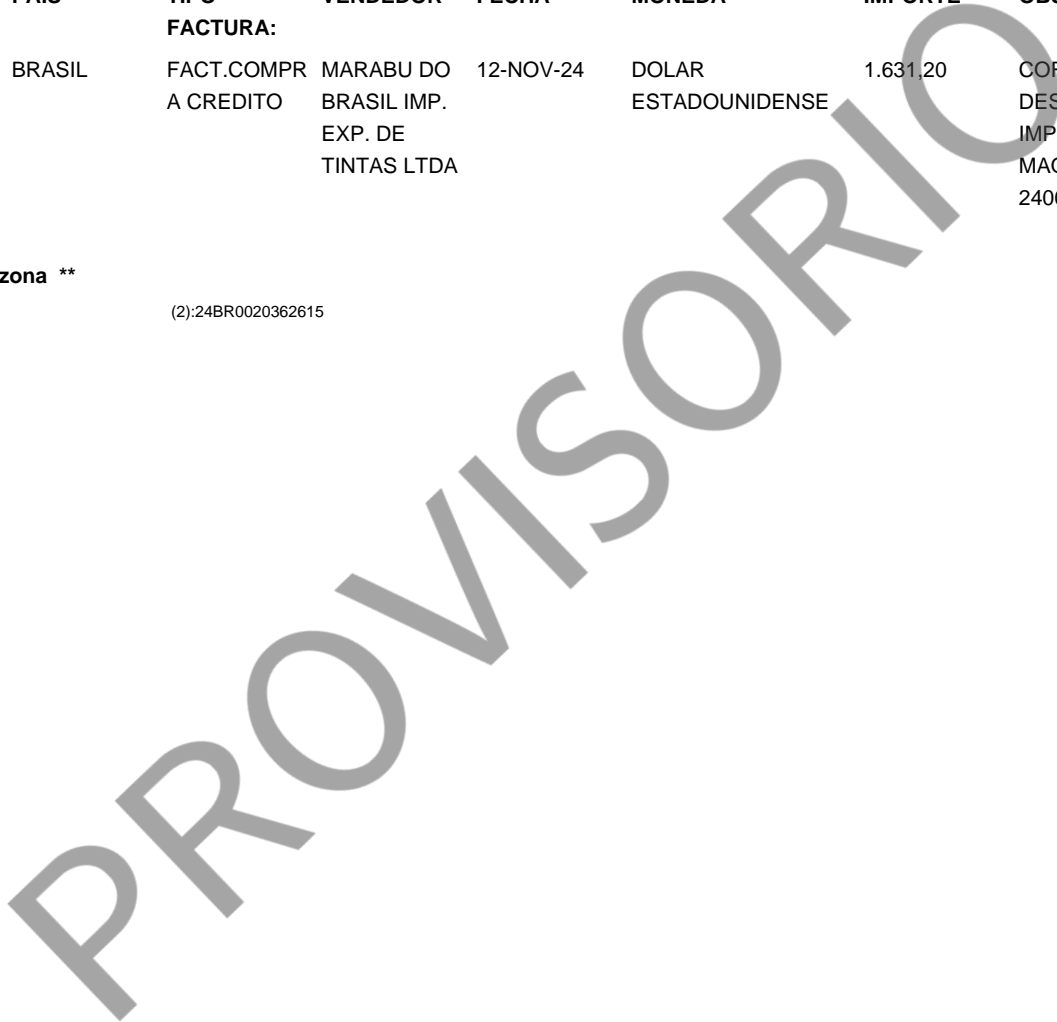 FACTURA:
BRASIL FACT.COMPR MARABU DO 12-NOV-24 DOLAR 1.631,20
A CREDITO BRASIL IMP. ESTADOUNIDENSE
EXP. DE
TINTAS LTDA
zona **
(2):24BR0020362615
PROVISORIO